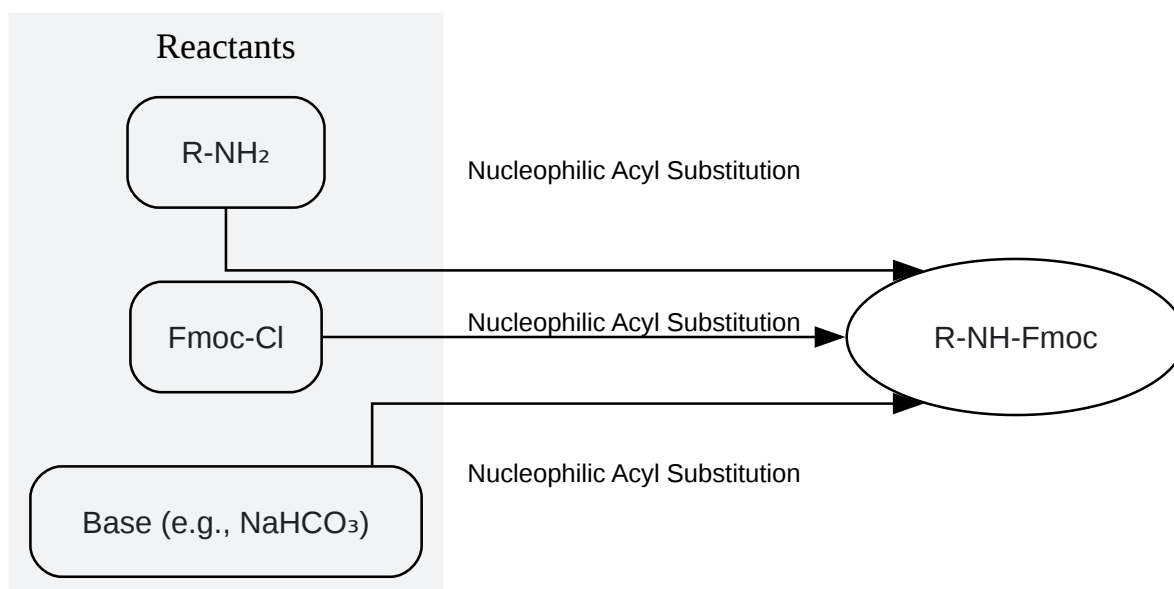 Reactants
R-NH₂
Nucleophilic Acyl Substitution
Fmoc-Cl
Nucleophilic Acyl Substitution
R-NH-Fmoc
Base (e.g., NaHCO₃)
Nucleophilic Acyl Substitution